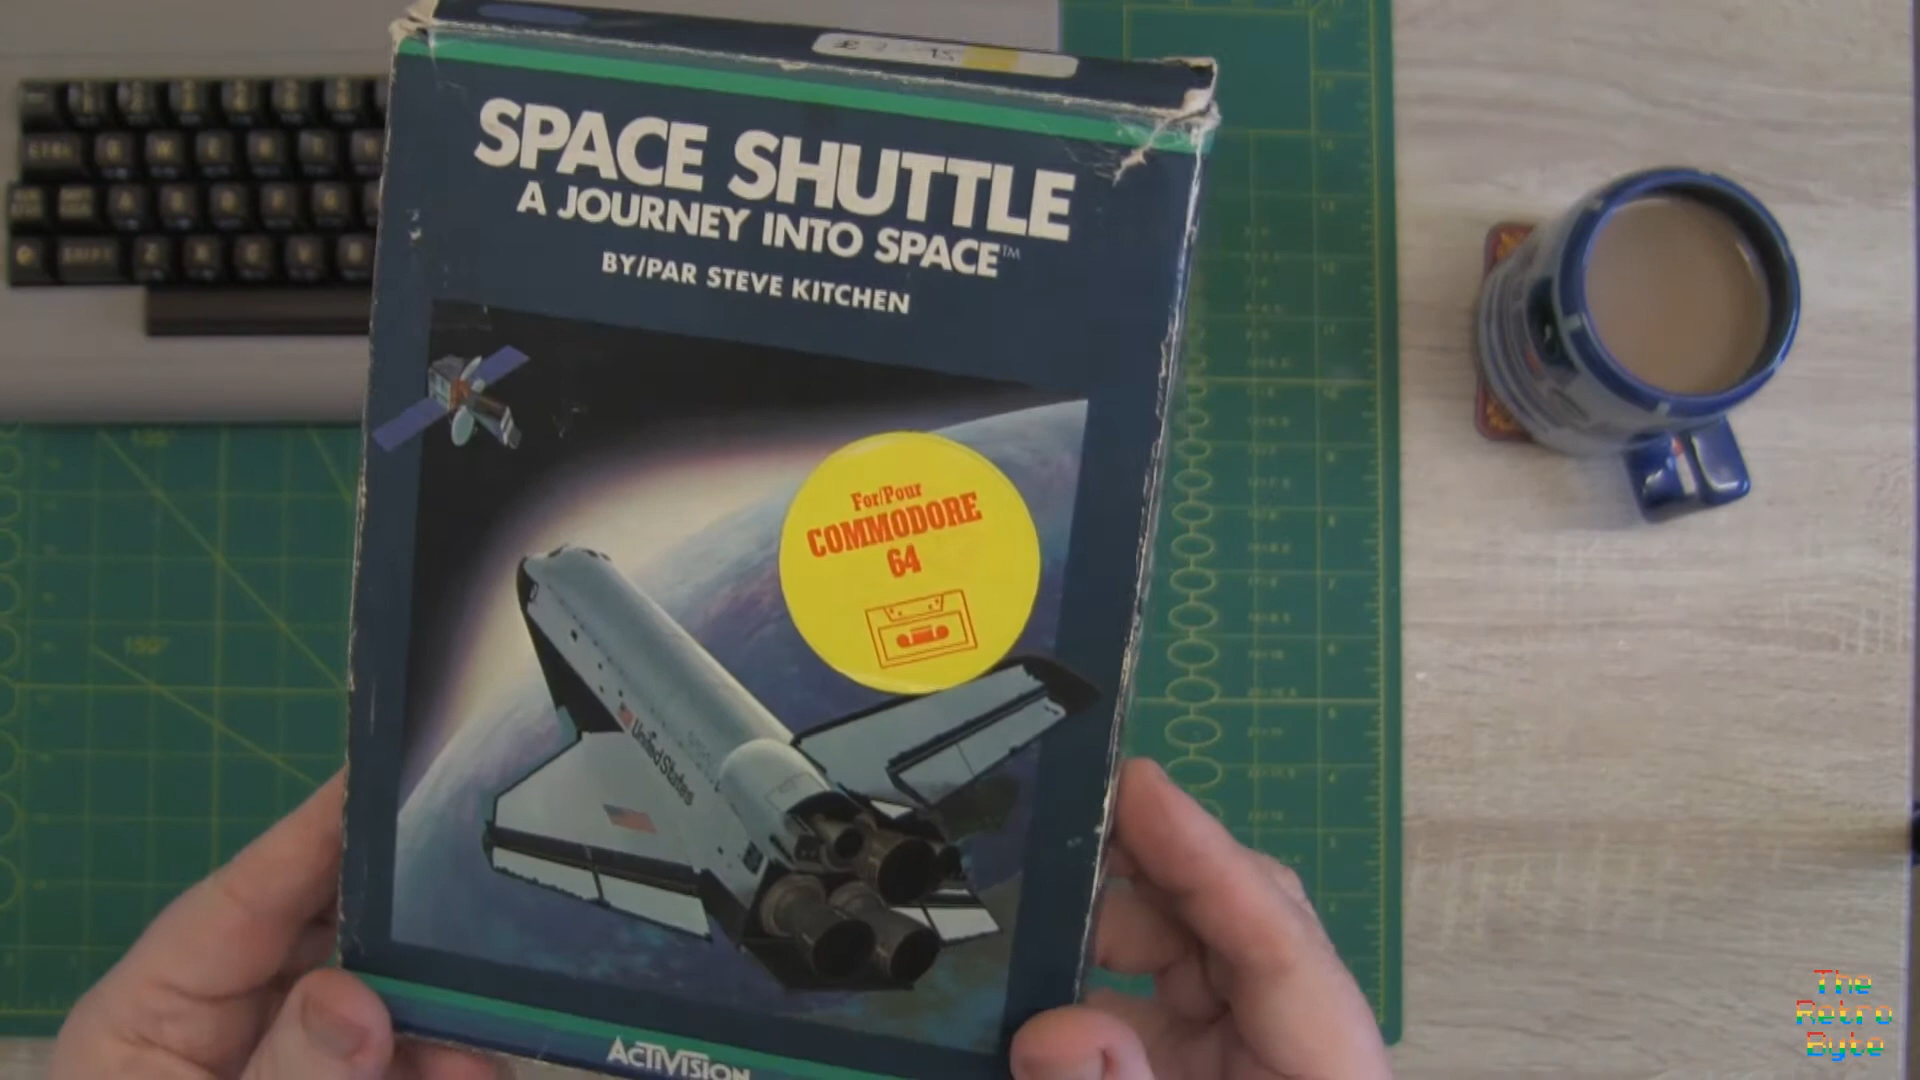 SPACE SHUTTLE
A JOURNEY INTO SPACE™
BY/PAR STEVE KITCHEN
For/Pour
COMMODORE
64
United States
ACTIVISION
The
Retro
Byte